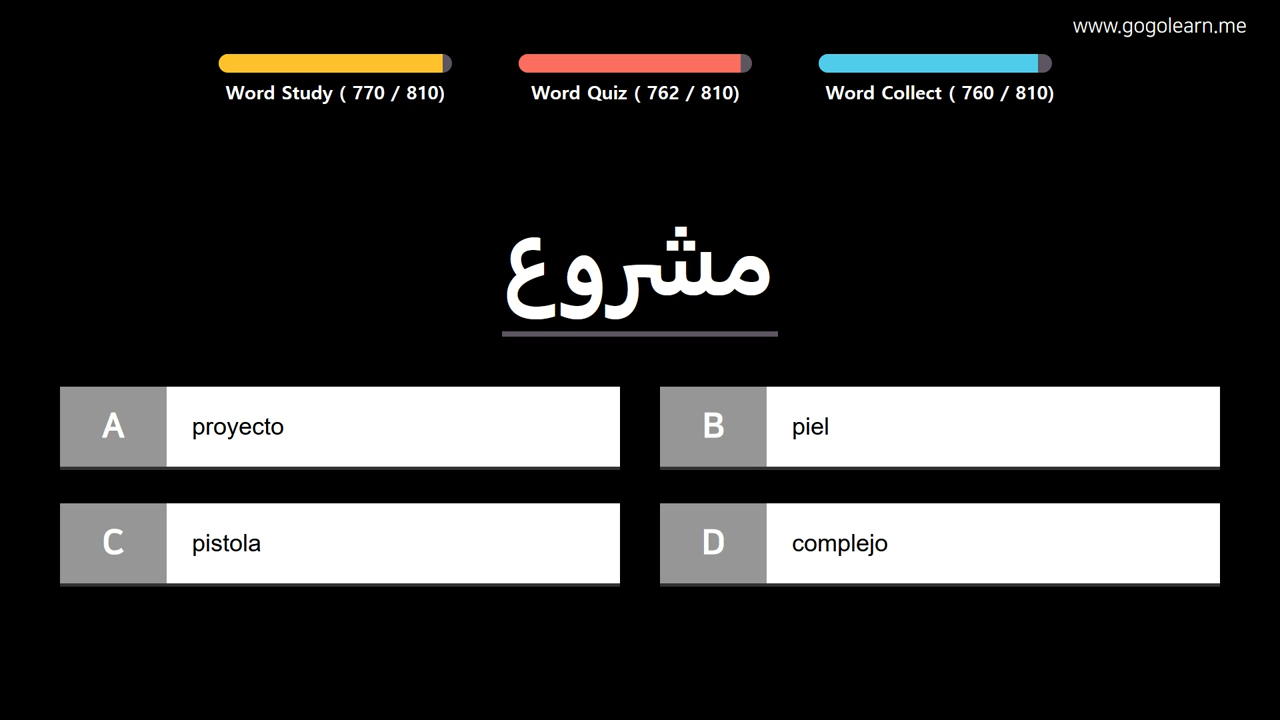 www.gogolearn.me
Word Study ( 770 / 810)
Word Quiz ( 762 / 810)
Word Collect ( 760 / 810)
مشروع
A proyecto
B piel
C pistola
D complejo